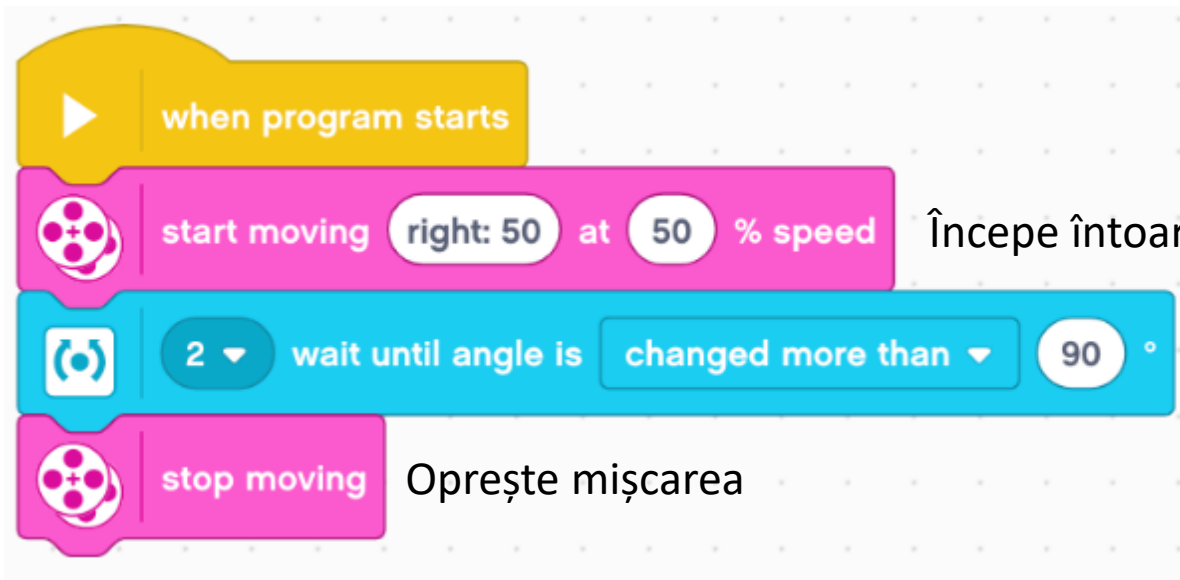 when program starts
start moving right: 50 at 50 % speed Începe
2 wait until angle is changed more than 90 °
stop moving Oprește mișcarea